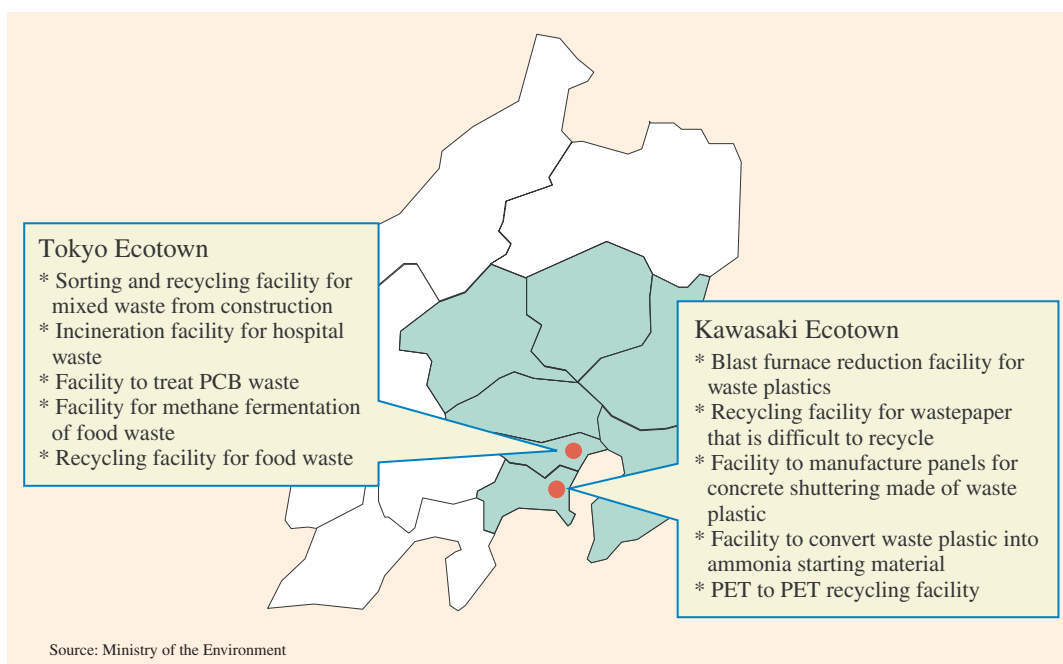 Tokyo Ecotown
* Sorting and recycling facility for
mixed waste from construction
* Incineration facility for hospital
waste
* Facility to treat PCB waste
* Facility for methane fermentation
of food waste
* Recycling facility for food waste
Kawasaki Ecotown
* Blast furnace reduction facility for
waste plastics
* Recycling facility for wastepaper
that is difficult to recycle
* Facility to manufacture panels for
concrete shuttering made of waste
plastic
* Facility to convert waste plastic into
ammonia starting material
* PET to PET recycling facility
Source: Ministry of the Environment